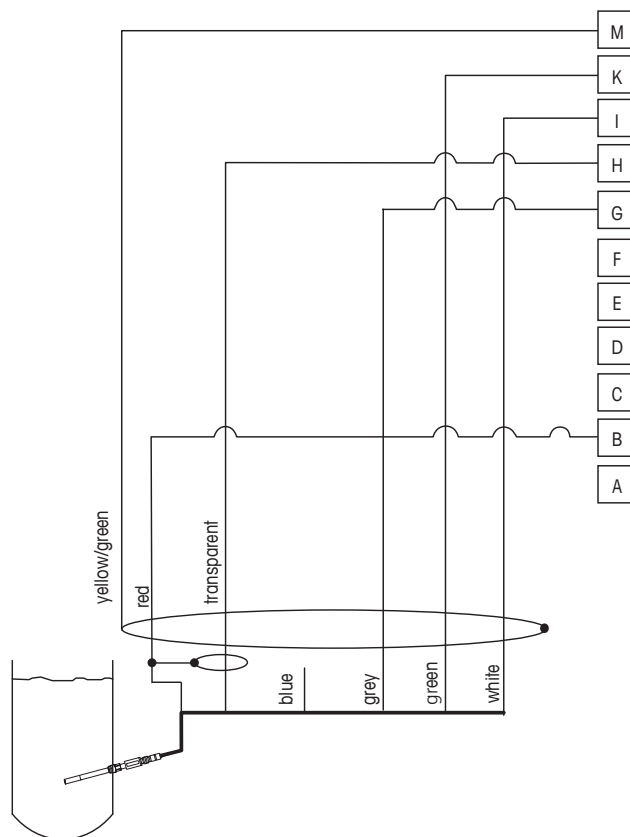 M
K
I
H
G
F
E
D
C
B
A
yellow/green
red
transparent
blue
grey
green
white